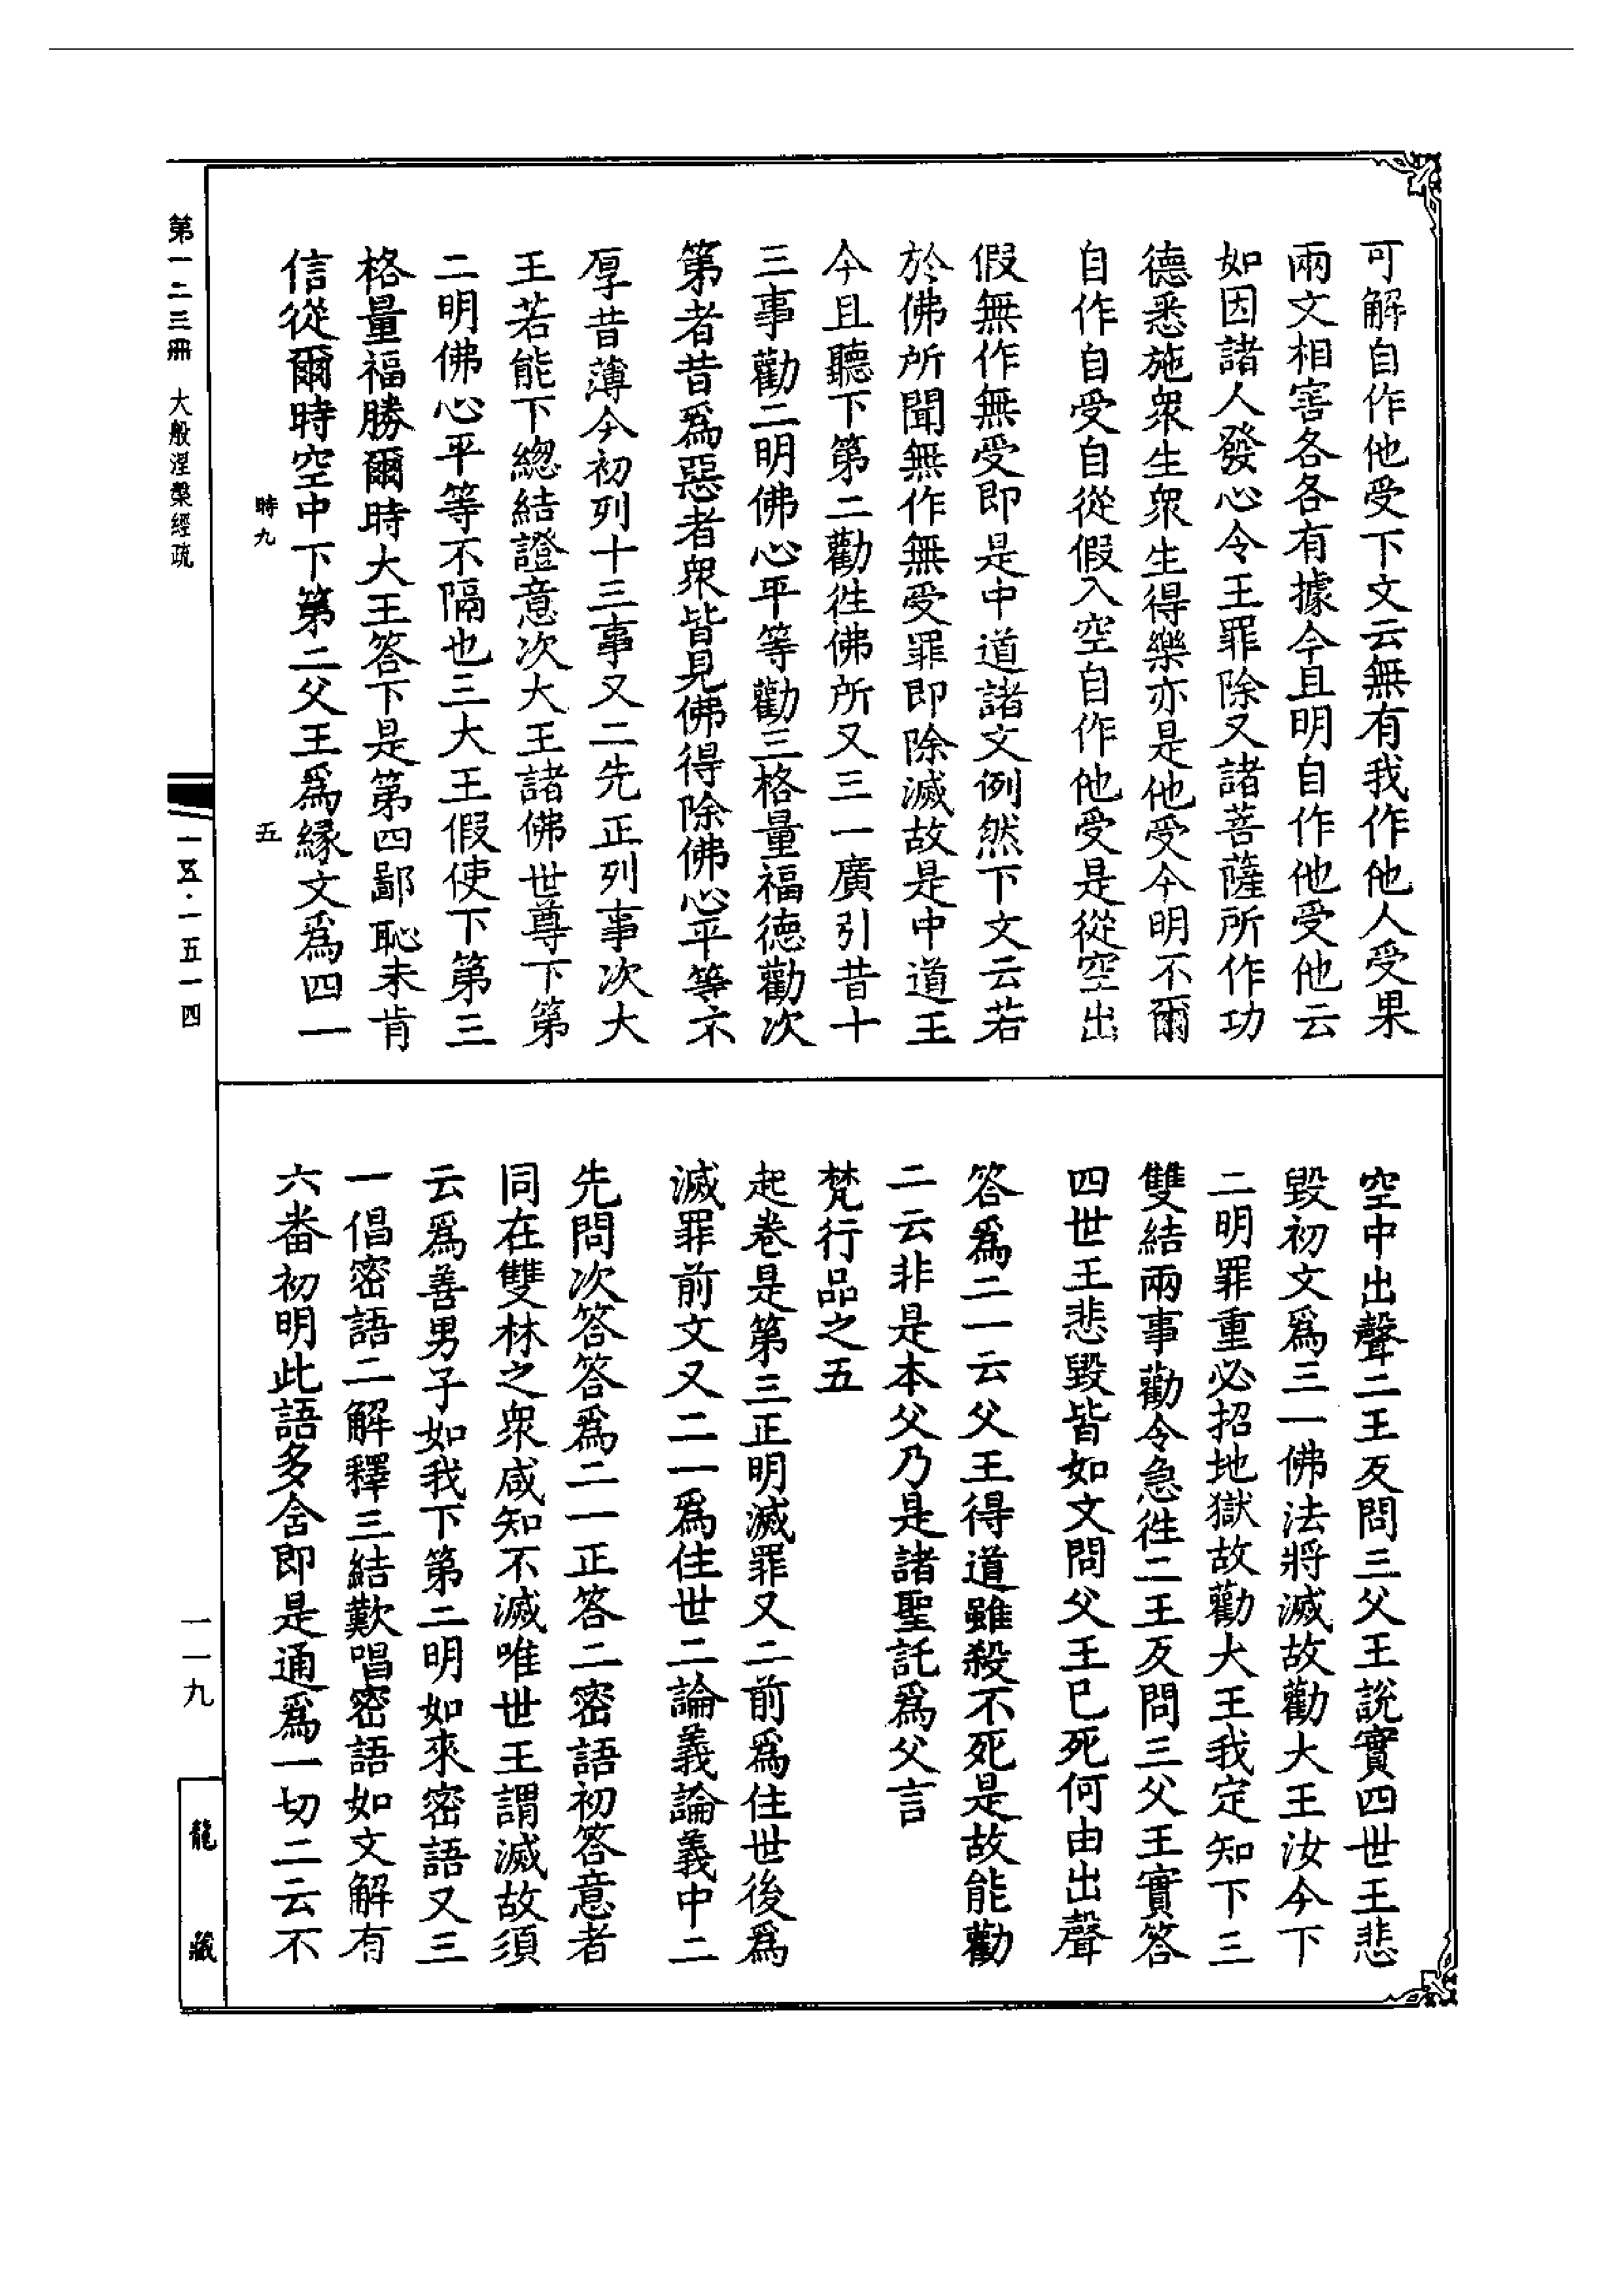 可解自作他受下文云無有我作他人受果
兩文相害各各有據今且明自作他受他云
如因諸人發心令王罪除又諸菩薩所作功
德悉施眾生眾生得樂亦是他受今明不爾
自作自受自從假入空自作他受是從空出
假無作無受即是中道諸文例然下文云若
於佛所聞無作無受罪即除滅故是中道王
今且聽下第二勸徃佛所又三一廣引昔十
三事勸二明佛心平等勸三格量福德勸次
第者昔為惡者眾皆見佛得除佛心平等不
厚昔薄今初列十三事又二先正列事次大
王若能下總結證意次大王諸佛世尊下第
二明佛心平等不隔也三大王假使下第三
格量福勝爾時大王答下是第四鄙恥未肯
信從爾時空中下第二父王為緣文為四一
空中出聲二王反問三父王說實四世王悲
毀初文為三一佛法將滅故勸大王汝今下
二明罪重必招地獄故勸大王我定知下三
雙結兩事勸令急徃二王反問三父王實答
四世王悲毀皆如文問父王已死何由出聲
答為二一云父王得道雖殺不死是故能勸
二云非是本父乃是諸聖託為父言
梵行品之五
起卷是第三正明滅罪又二前為住世後為
滅罪前文又二一為住世二論義論義中二
先問次答答為二一正答二密語初答意者
同在雙林之眾咸知不滅唯世王謂滅故須
云為善男子如我下第二明如來密語又三
一倡密語二解釋三結歎唱密語如文解有
六番初明此語多含即是通為一切二云不
第一二三冊 大般涅槃經疏
時九
五
一五·一五一四
一一九
龍藏